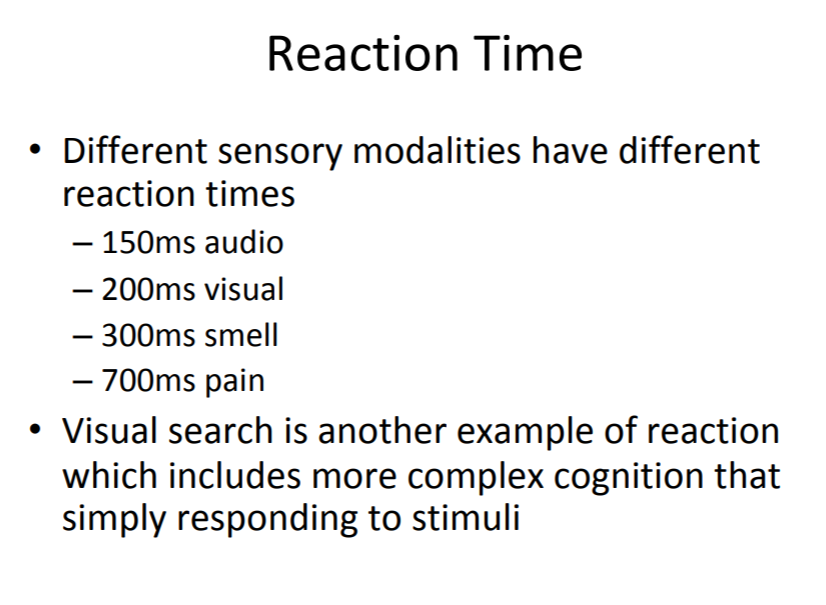 Reaction Time
• Different sensory modalities have different
reaction times
– 150ms audio
– 200ms visual
– 300ms smell
– 700ms pain
• Visual search is another example of reaction
which includes more complex cognition that
simply responding to stimuli